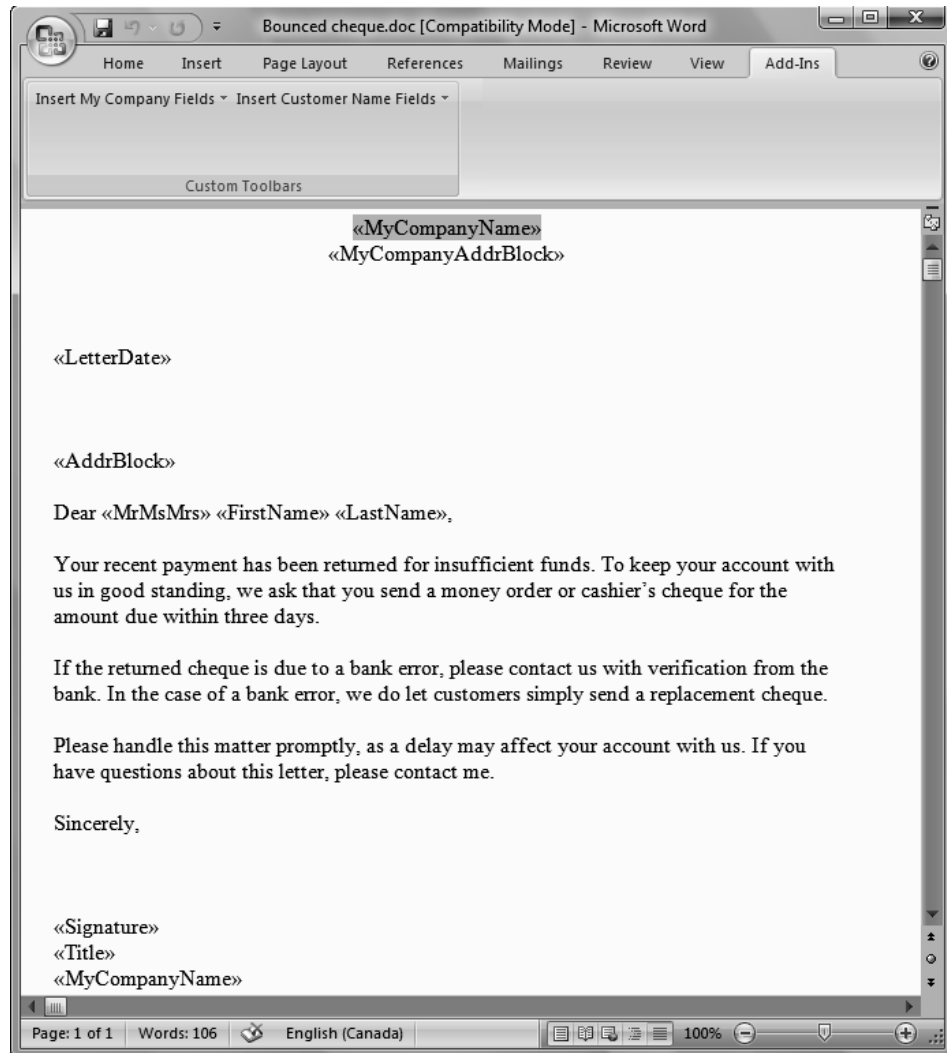 Bounced cheque.doc [Compatibility Mode] - Microsoft Word
Home Insert Page Layout References Mailings Review View Add-Ins
Insert My Company Fields Insert Customer Name Fields
Custom Toolbars
«MyCompanyName»
«MyCompanyAddrBlock»
«LetterDate»
«AddrBlock»
Dear «MrMsMrs» «FirstName» «LastName»,
Your recent payment has been returned for insufficient funds. To keep your account with
us in good standing, we ask that you send a money order or cashier’s cheque for the
amount due within three days.
If the returned cheque is due to a bank error, please contact us with verification from the
bank. In the case of a bank error, we do let customers simply send a replacement cheque.
Please handle this matter promptly, as a delay may affect your account with us. If you
have questions about this letter, please contact me.
Sincerely,
«Signature»
«Title»
«MyCompanyName»
Page: 1 of 1 Words: 106 English (Canada) 100%